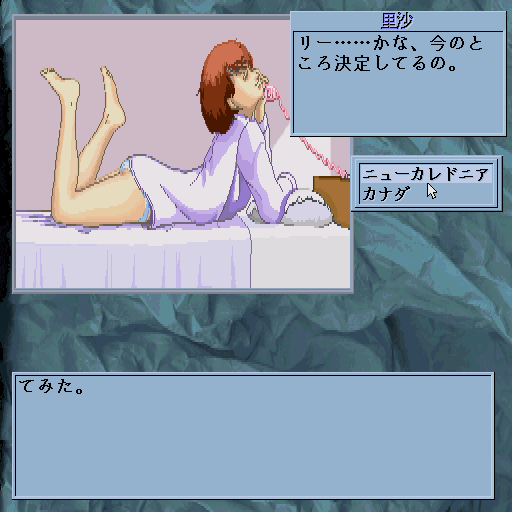 里沙
リー……かな、今のと
ころ決定してるの。
ニューカレドニア
カナダ
てみた。